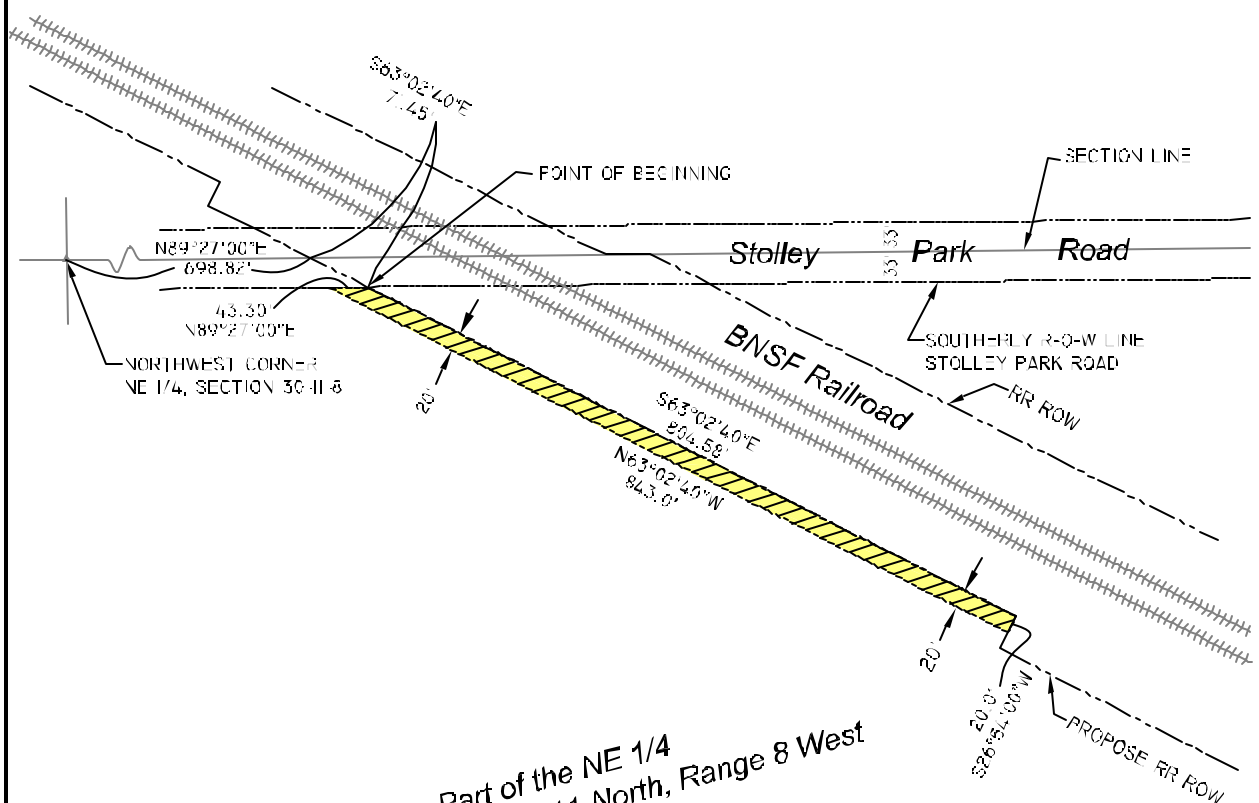 S63°02'40"E
POINT OF BEGINNING
SECTION LINE
N89°27'00"E
698.82'
Stolley Park Road
33' 33'
43.30'
N89°27'00"E
NORTHWEST CORNER
NE 1/4, SECTION 30-11-8
SOUTHERLY R-O-W LINE
STOLLEY PARK ROAD
BNSF Railroad
RR ROW
20'
S63°02'40"E
804.58'
N63°02'40"W
843.0'
20'
20.0'
S26°54'00"W
PROPOSE RR ROW
Part of the NE 1/4
North, Range 8 West